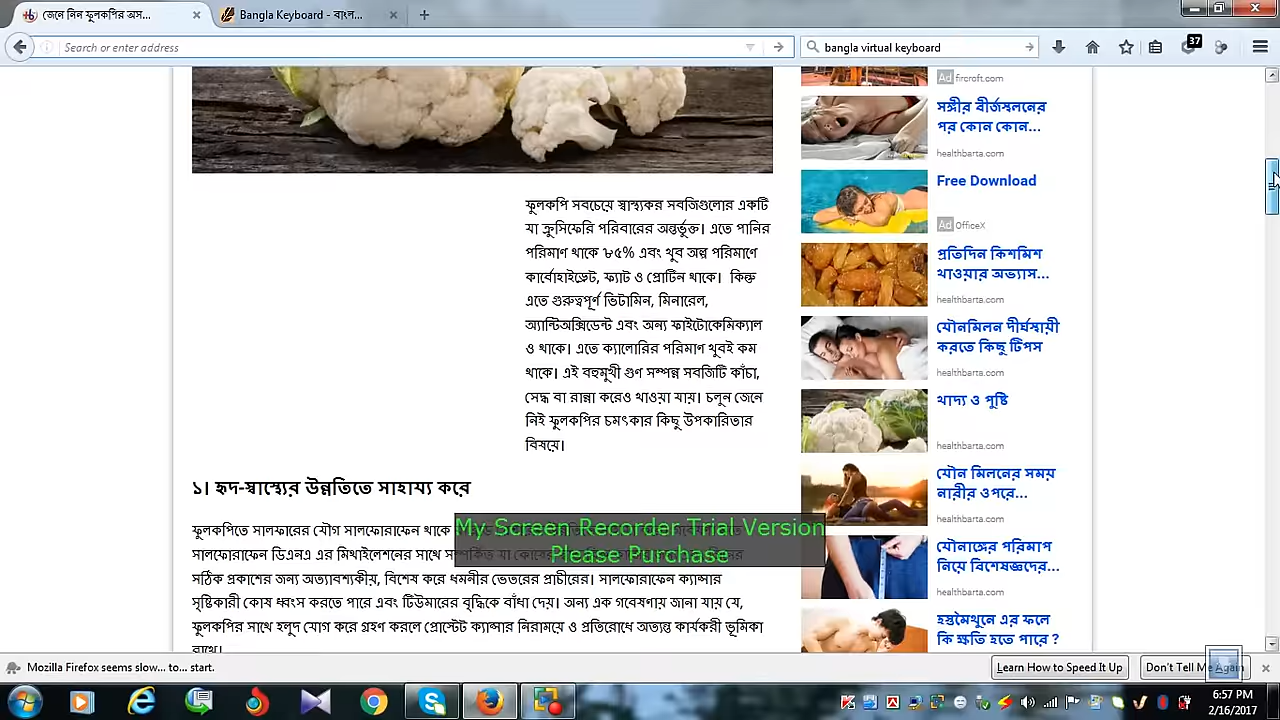 জেনে নিন ফুলকপির অস...
Bangla Keyboard - বাংল...
Search or enter address
bangla virtual keyboard
37
Ad fircroft.com
সঙ্গীর বীর্জস্খলনের
পর কোন কোন...
healthbarta.com
Free Download
Ad OfficeX
প্রতিদিন কিশমিশ
খাওয়ার অভ্যাস...
healthbarta.com
যৌনমিলন দীর্ঘস্থায়ী
করতে কিছু টিপস
healthbarta.com
খাদ্য ও পুষ্টি
healthbarta.com
যৌন মিলনের সময়
নারীর ওপরে...
healthbarta.com
যৌনাঙ্গের পরিমাপ
নিয়ে বিশেষজ্ঞদের...
healthbarta.com
হস্তমৈথুনে এর ফলে
কি ক্ষতি হতে পারে ?
ফুলকপি সবচেয়ে স্বাস্থ্যকর সবজিগুলোর একটি
যা ক্রুসিফেরি পরিবারের অন্তর্ভুক্ত। এতে পানির
পরিমাণ থাকে ৮৫% এবং খুব অল্প পরিমাণে
কার্বোহাইড্রেট, ফ্যাট ও প্রোটিন থাকে। কিন্তু
এতে গুরুত্বপূর্ণ ভিটামিন, মিনারেল,
অ্যান্টিঅক্সিডেন্ট এবং অন্য ফাইটোকেমিক্যাল
ও থাকে। এতে ক্যালোরির পরিমাণ খুবই কম
থাকে। এই বহুমুখী গুণ সম্পন্ন সবজিটি কাঁচা,
সেদ্ধ বা রান্না করেও খাওয়া যায়। চলুন জেনে
নিই ফুলকপির চমৎকার কিছু উপকারিতার
বিষয়ে।
১। হৃদ-স্বাস্থ্যের উন্নতিতে সাহায্য করে
ফুলকপিতে সালফারের যৌগ সালফোরাফেন থাকে
My Screen Recorder Trial Version
Please Purchase
সালফোরাফেন ডিএনএ এর মিথাইলেশনের সাথে সম্পর্কিত যা
সঠিক প্রকাশের জন্য অত্যাবশ্যকীয়, বিশেষ করে ধমনীর ভেতরের প্রাচীরের। সালফোরাফেন ক্যান্সার
সৃষ্টিকারী কোষ ধ্বংস করতে পারে এবং টিউমারের বৃদ্ধিকে বাঁধা দেয়। অন্য এক গবেষণায় জানা যায় যে,
ফুলকপির সাথে হলুদ যোগ করে গ্রহণ করলে প্রোস্টেট ক্যান্সার নিরাময়ে ও প্রতিরোধে অত্যন্ত কার্যকরী ভূমিকা
রাখে।
Mozilla Firefox seems slow... to... start.
Learn How to Speed It Up
Don't Tell Me Again
6:57 PM
2/16/2017